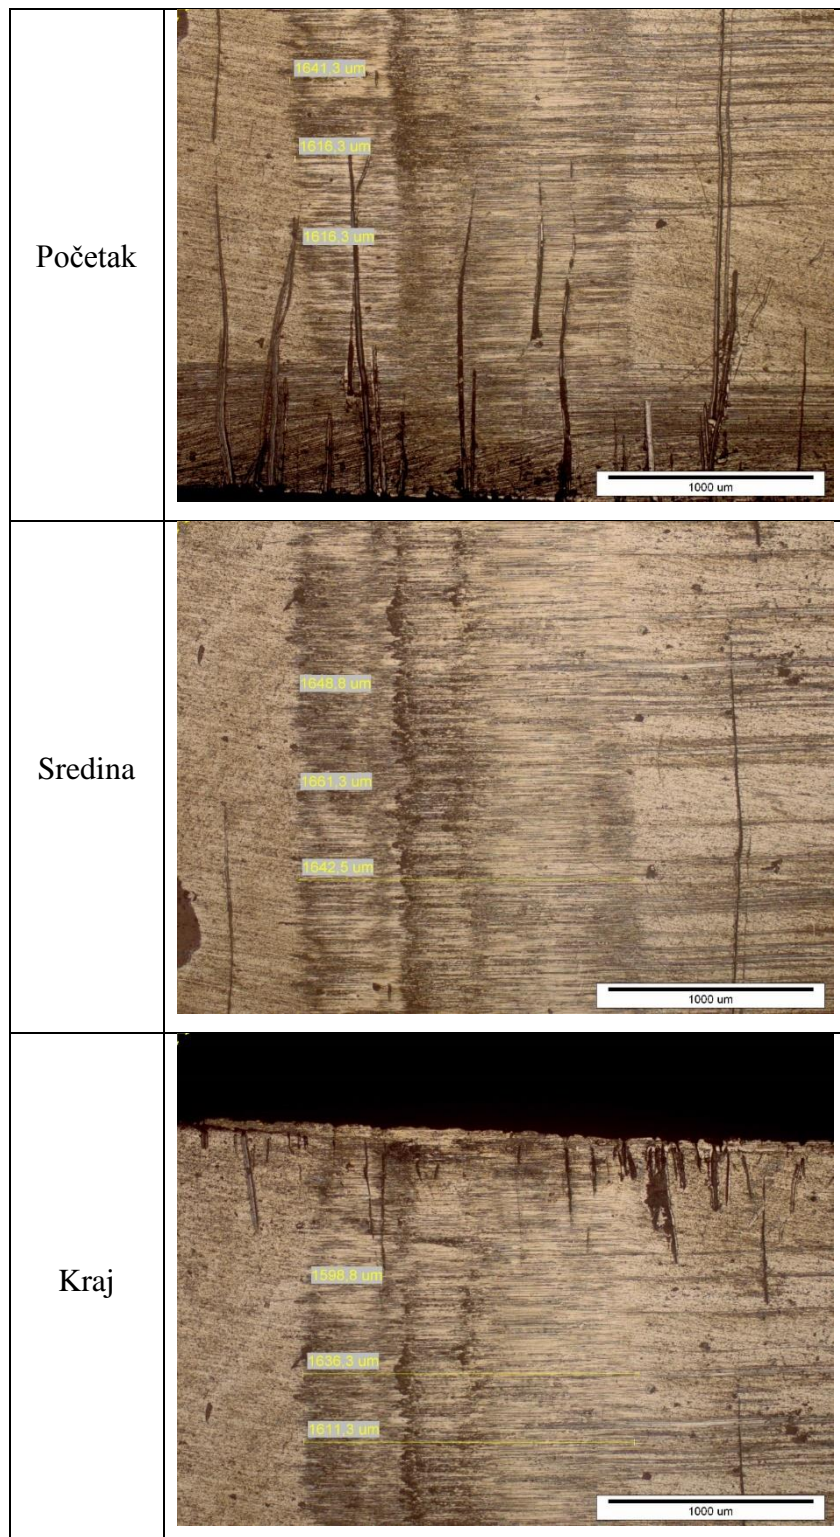 Početak
1641,3 um
1616,3 um
1616,3 um
1000 um
Sredina
1648,8 um
1661,3 um
1642,5 um
1000 um
Kraj
1598,8 um
1636,3 um
1611,3 um
1000 um